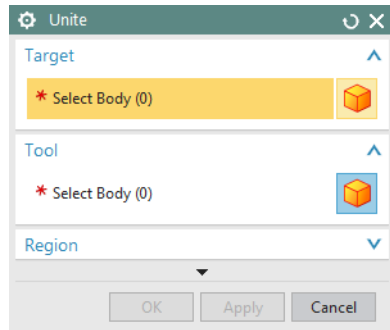 Unite
Target
* Select Body (0)
Tool
* Select Body (0)
Region
OK Apply Cancel